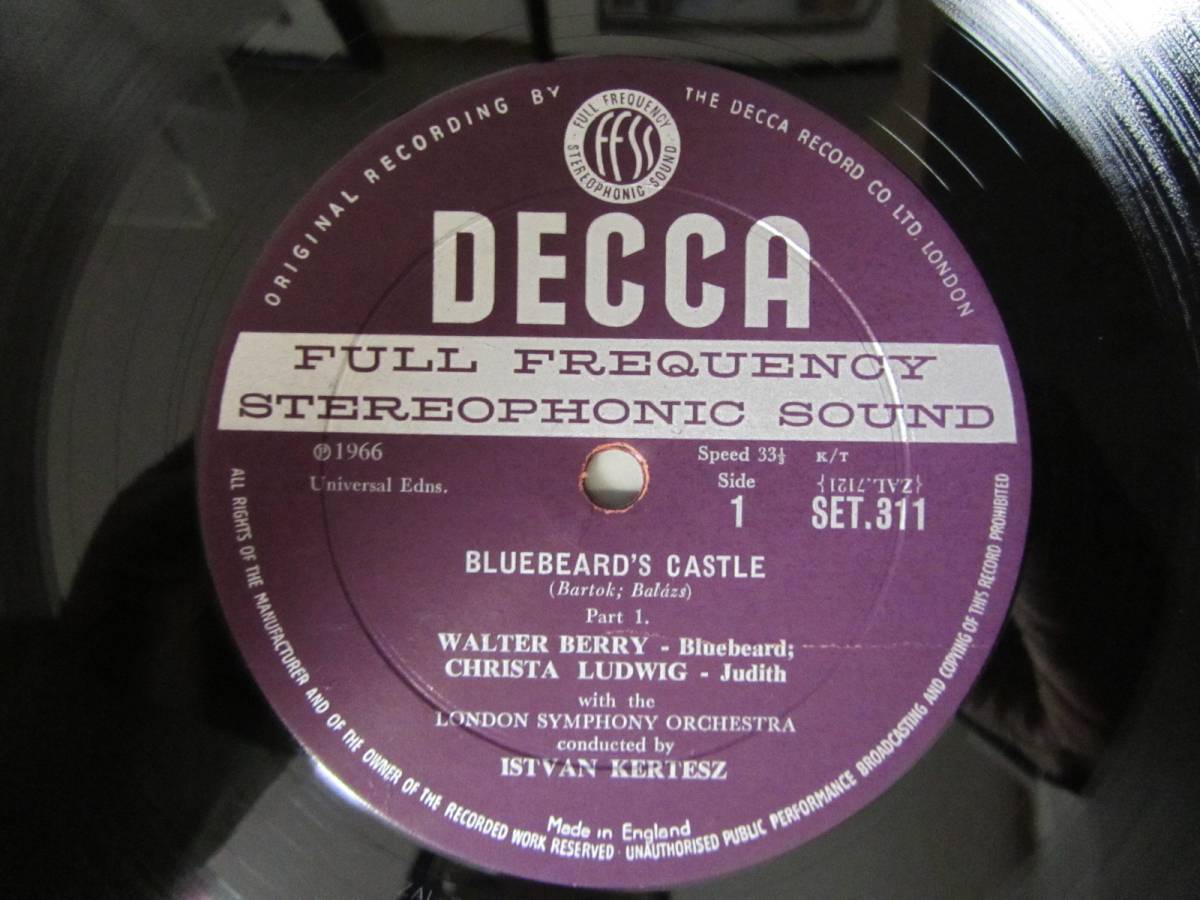 ORIGINAL RECORDING BY
THE DECCA RECORD CO. LTD. LONDON
FULL FREQUENCY
STEREOPHONIC SOUND
FFSS
DECCA
FULL FREQUENCY
STEREOPHONIC SOUND
℗1966
Universal Edns.
Speed 33⅓ K/T
Side
1
{ZAL.7121}
SET.311
BLUEBEARD'S CASTLE
(Bartok; Balázs)
Part 1.
WALTER BERRY - Bluebeard;
CHRISTA LUDWIG - Judith
with the
LONDON SYMPHONY ORCHESTRA
conducted by
ISTVAN KERTESZ
Made in England
ALL RIGHTS OF THE MANUFACTURER AND OF THE OWNER OF THE RECORDED WORK RESERVED · UNAUTHORISED PUBLIC PERFORMANCE BROADCASTING AND COPYING OF THIS RECORD PROHIBITED